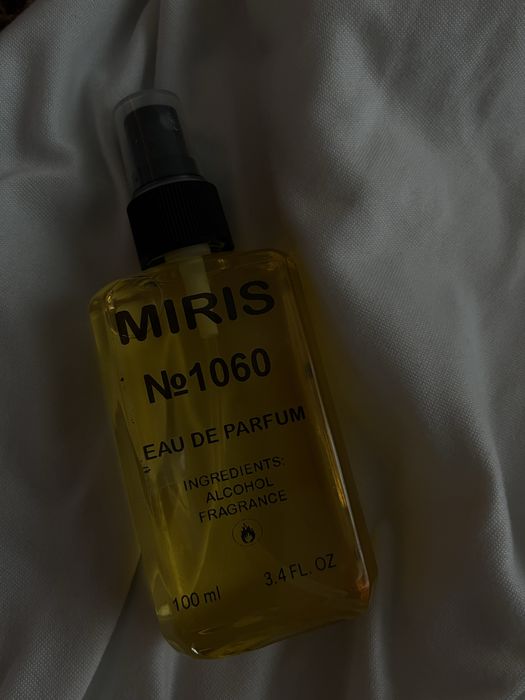 MIRIS
№1060
EAU DE PARFUM
INGREDIENTS:
ALCOHOL
FRAGRANCE
100 ml 3.4 FL. OZ